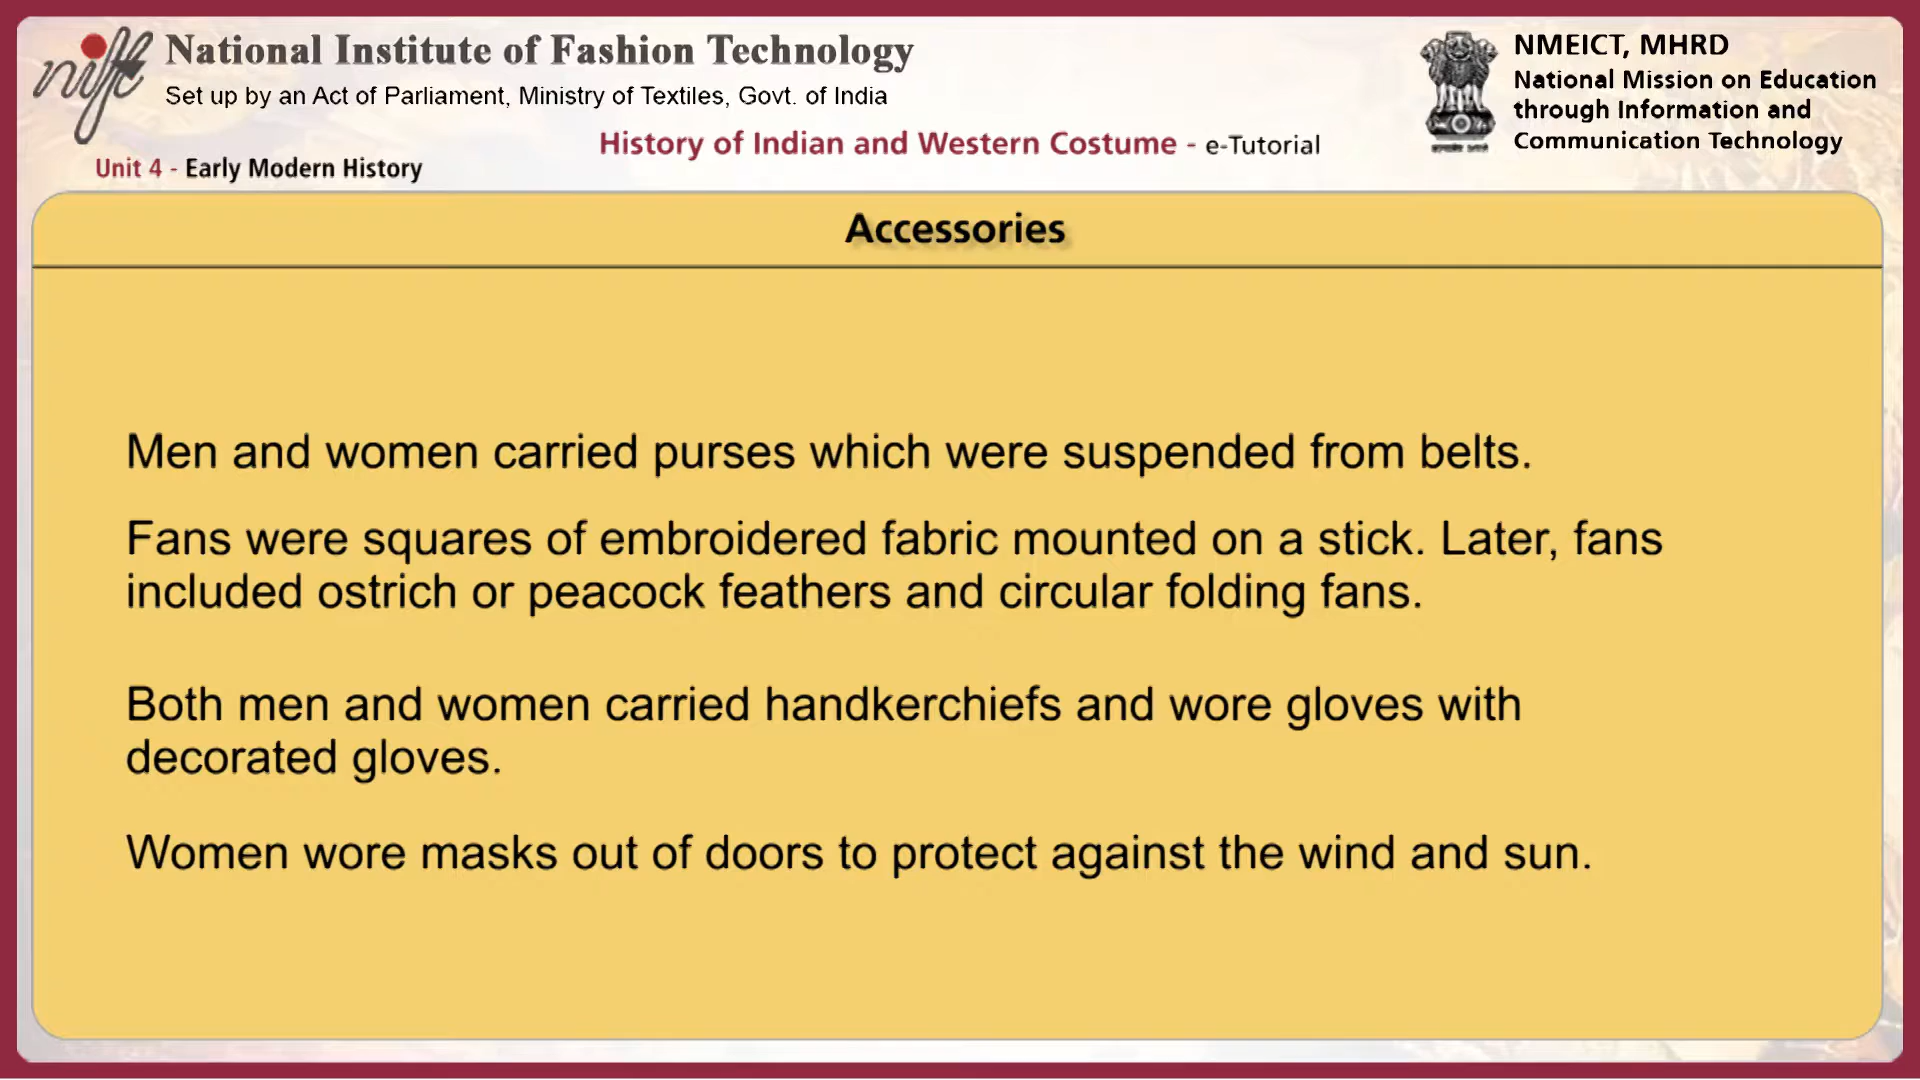 nift
National Institute of Fashion Technology
Set up by an Act of Parliament, Ministry of Textiles, Govt. of India
NMEICT, MHRD
National Mission on Education
through Information and
Communication Technology
History of Indian and Western Costume - e-Tutorial
Unit 4 - Early Modern History
Accessories
Men and women carried purses which were suspended from belts.
Fans were squares of embroidered fabric mounted on a stick. Later, fans
included ostrich or peacock feathers and circular folding fans.
Both men and women carried handkerchiefs and wore gloves with
decorated gloves.
Women wore masks out of doors to protect against the wind and sun.